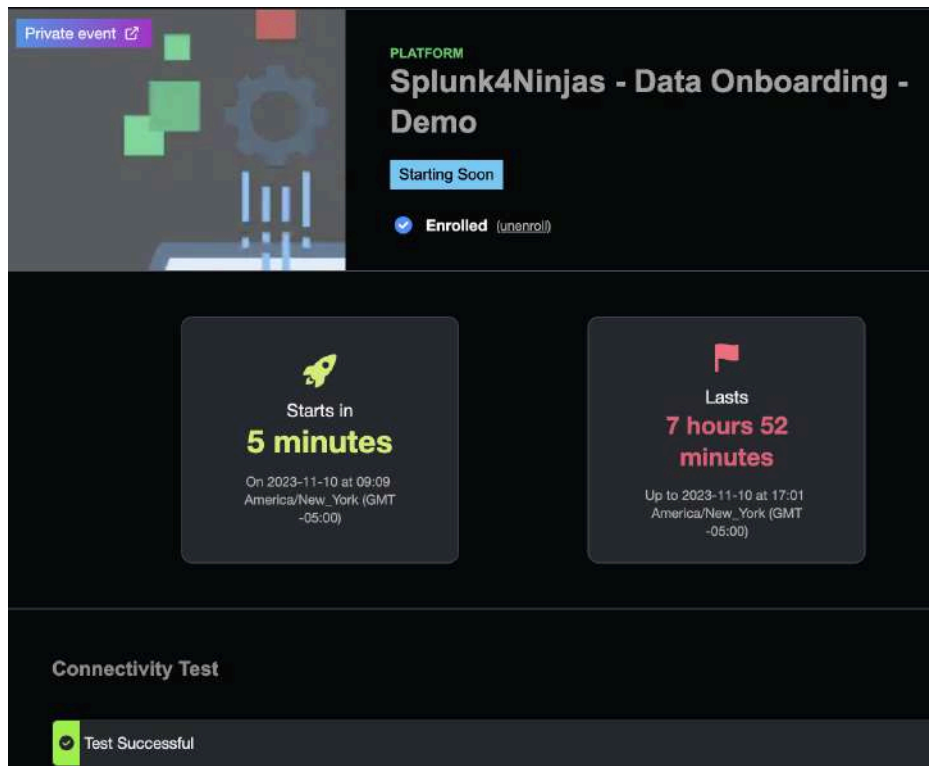 Private event
PLATFORM
Splunk4Ninjas - Data Onboarding -
Demo
Starting Soon
Enrolled (unenroll)
Starts in
5 minutes
On 2023-11-10 at 09:09
America/New_York (GMT
-05:00)
Lasts
7 hours 52
minutes
Up to 2023-11-10 at 17:01
America/New_York (GMT
-05:00)
Connectivity Test
Test Successful